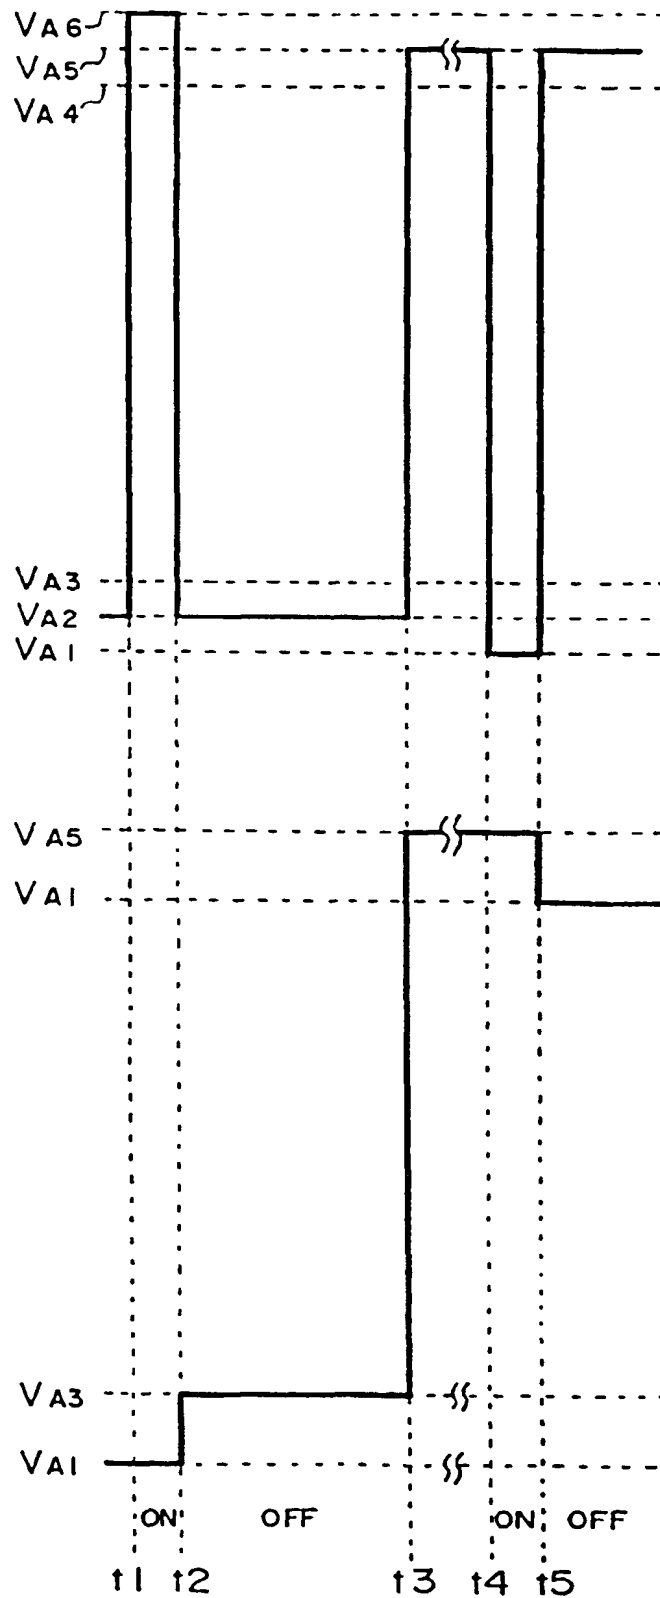 VA6
VA5
VA4
VA3
VA2
VA1
VA5
VA1
VA3
VA1
ON OFF ON OFF
t1 t2 t3 t4 t5